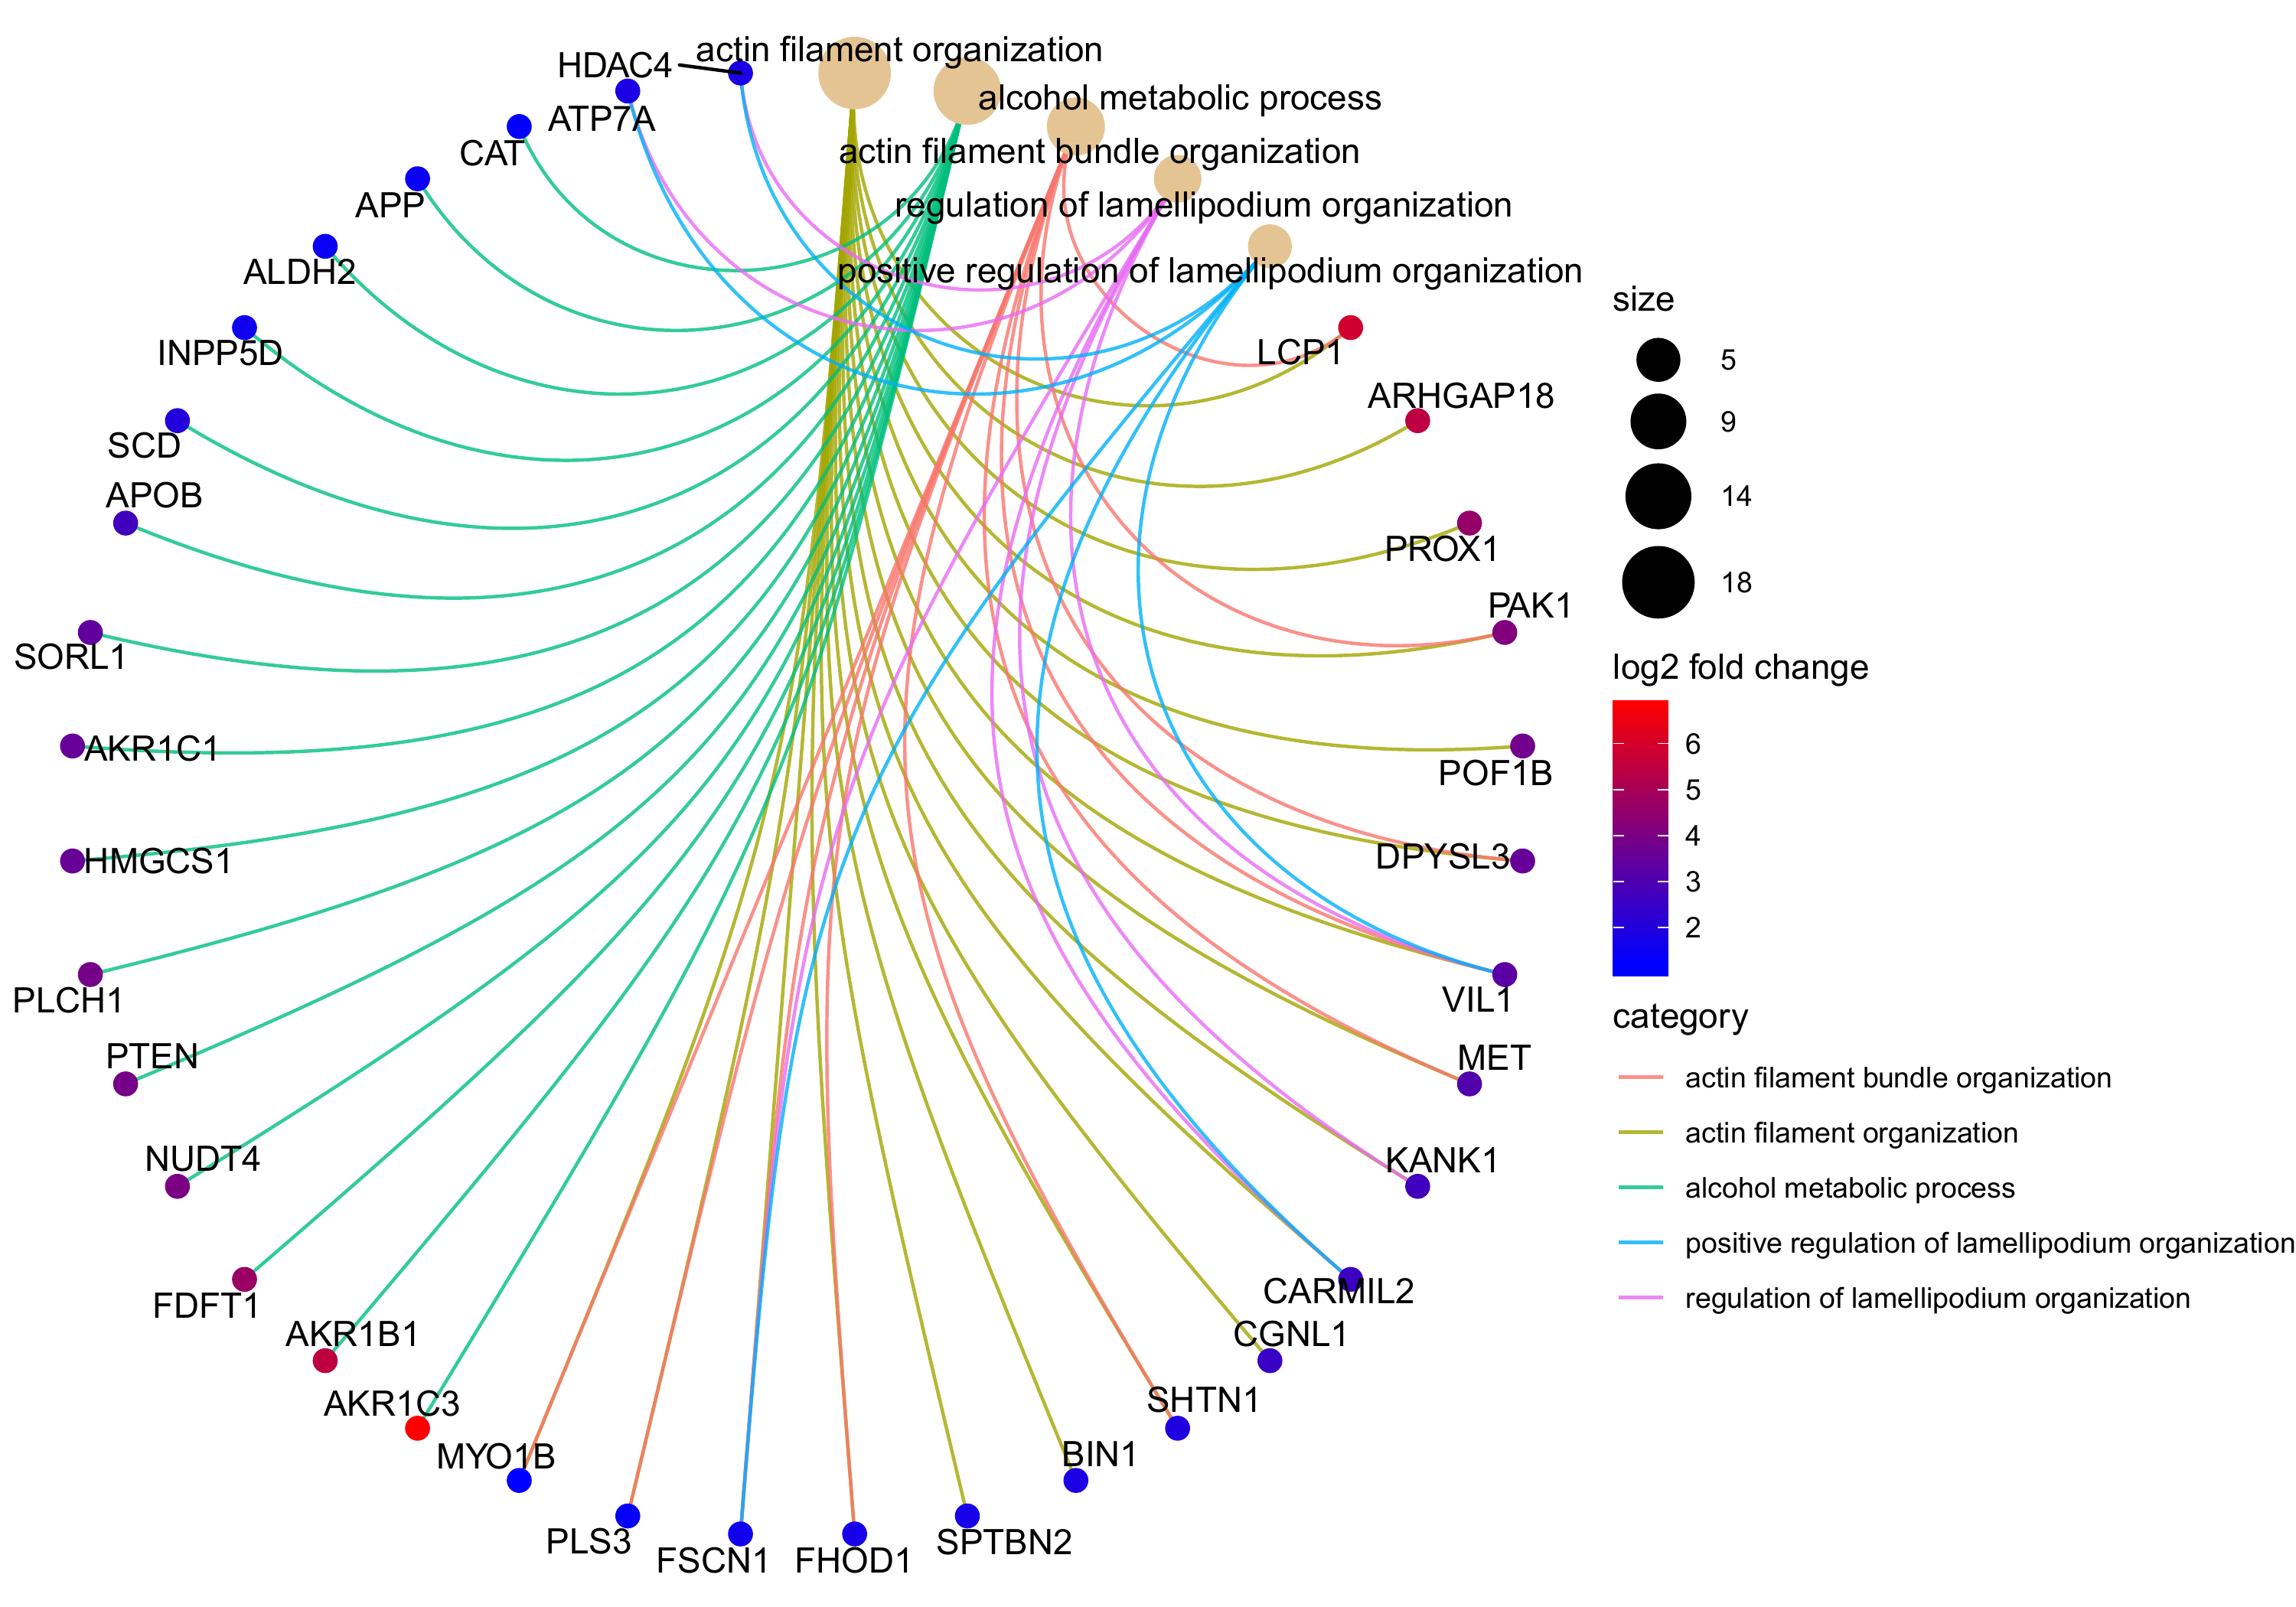 actin filament organization
HDAC4
alcohol metabolic process
ATP7A
CAT
actin filament bundle organization
APP
regulation of lamellipodium organization
ALDH2
positive regulation of lamellipodium organization
INPP5D
LCP1
SCD
ARHGAP18
APOB
PROX1
PAK1
SORL1
AKR1C1
POF1B
HMGCS1
DPYSL3
PLCH1
VIL1
PTEN
MET
NUDT4
KANK1
FDFT1
CARMIL2
AKR1B1
CGNL1
AKR1C3
SHTN1
MYO1B
BIN1
PLS3
FSCN1
FHOD1
SPTBN2
size
5
9
14
18
log2 fold change
6
5
4
3
2
category
actin filament bundle organization
actin filament organization
alcohol metabolic process
positive regulation of lamellipodium organization
regulation of lamellipodium organization